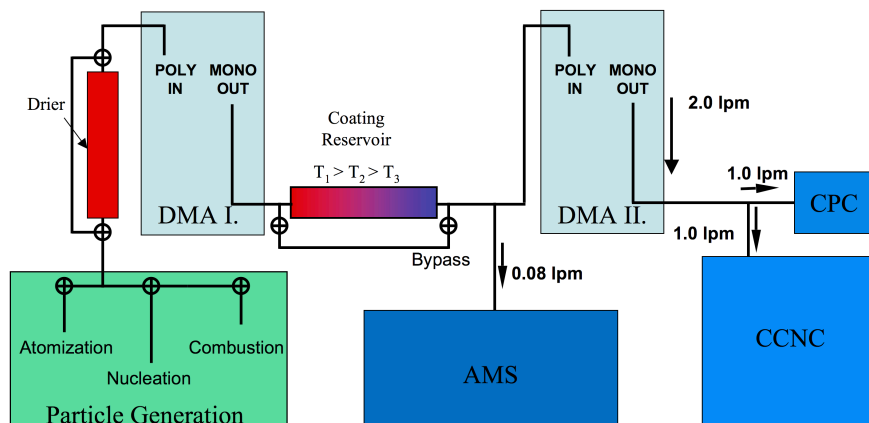 POLY
IN
MONO
OUT
Drier
DMA I.
Coating
Reservoir
T1 > T2 > T3
Bypass
POLY
IN
MONO
OUT
DMA II.
2.0 lpm
1.0 lpm
CPC
1.0 lpm
0.08 lpm
CCNC
AMS
Atomization
Combustion
Nucleation
Particle Generation